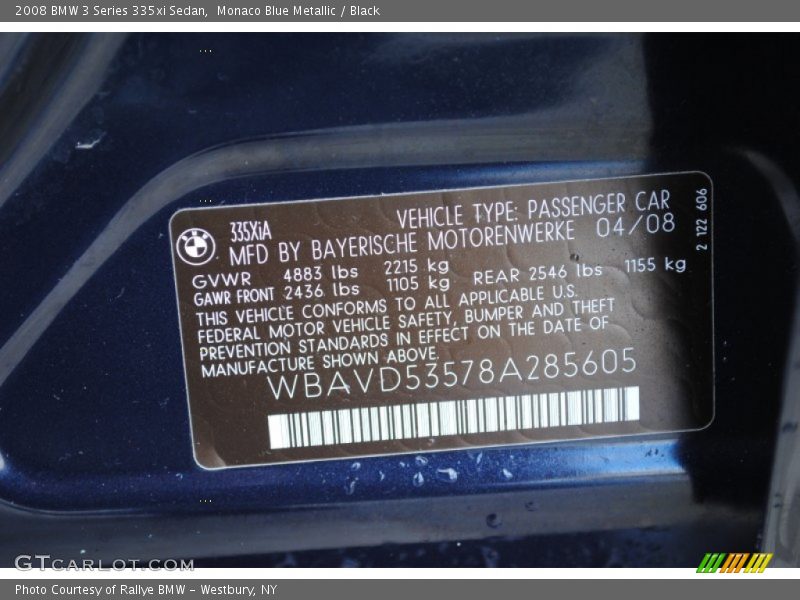 2008 BMW 3 Series 335xi Sedan, Monaco Blue Metallic / Black
335XiA VEHICLE TYPE: PASSENGER CAR
MFD BY BAYERISCHE MOTORENWERKE 04/08
GVWR 4883 lbs 2215 kg
GAWR FRONT 2436 lbs 1105 kg REAR 2546 lbs 1155 kg
THIS VEHICLE CONFORMS TO ALL APPLICABLE U.S.
FEDERAL MOTOR VEHICLE SAFETY, BUMPER AND THEFT
PREVENTION STANDARDS IN EFFECT ON THE DATE OF
MANUFACTURE SHOWN ABOVE.
WBAVD53578A285605
2 122 606
GTCARLOT.COM
Photo Courtesy of Rallye BMW - Westbury, NY